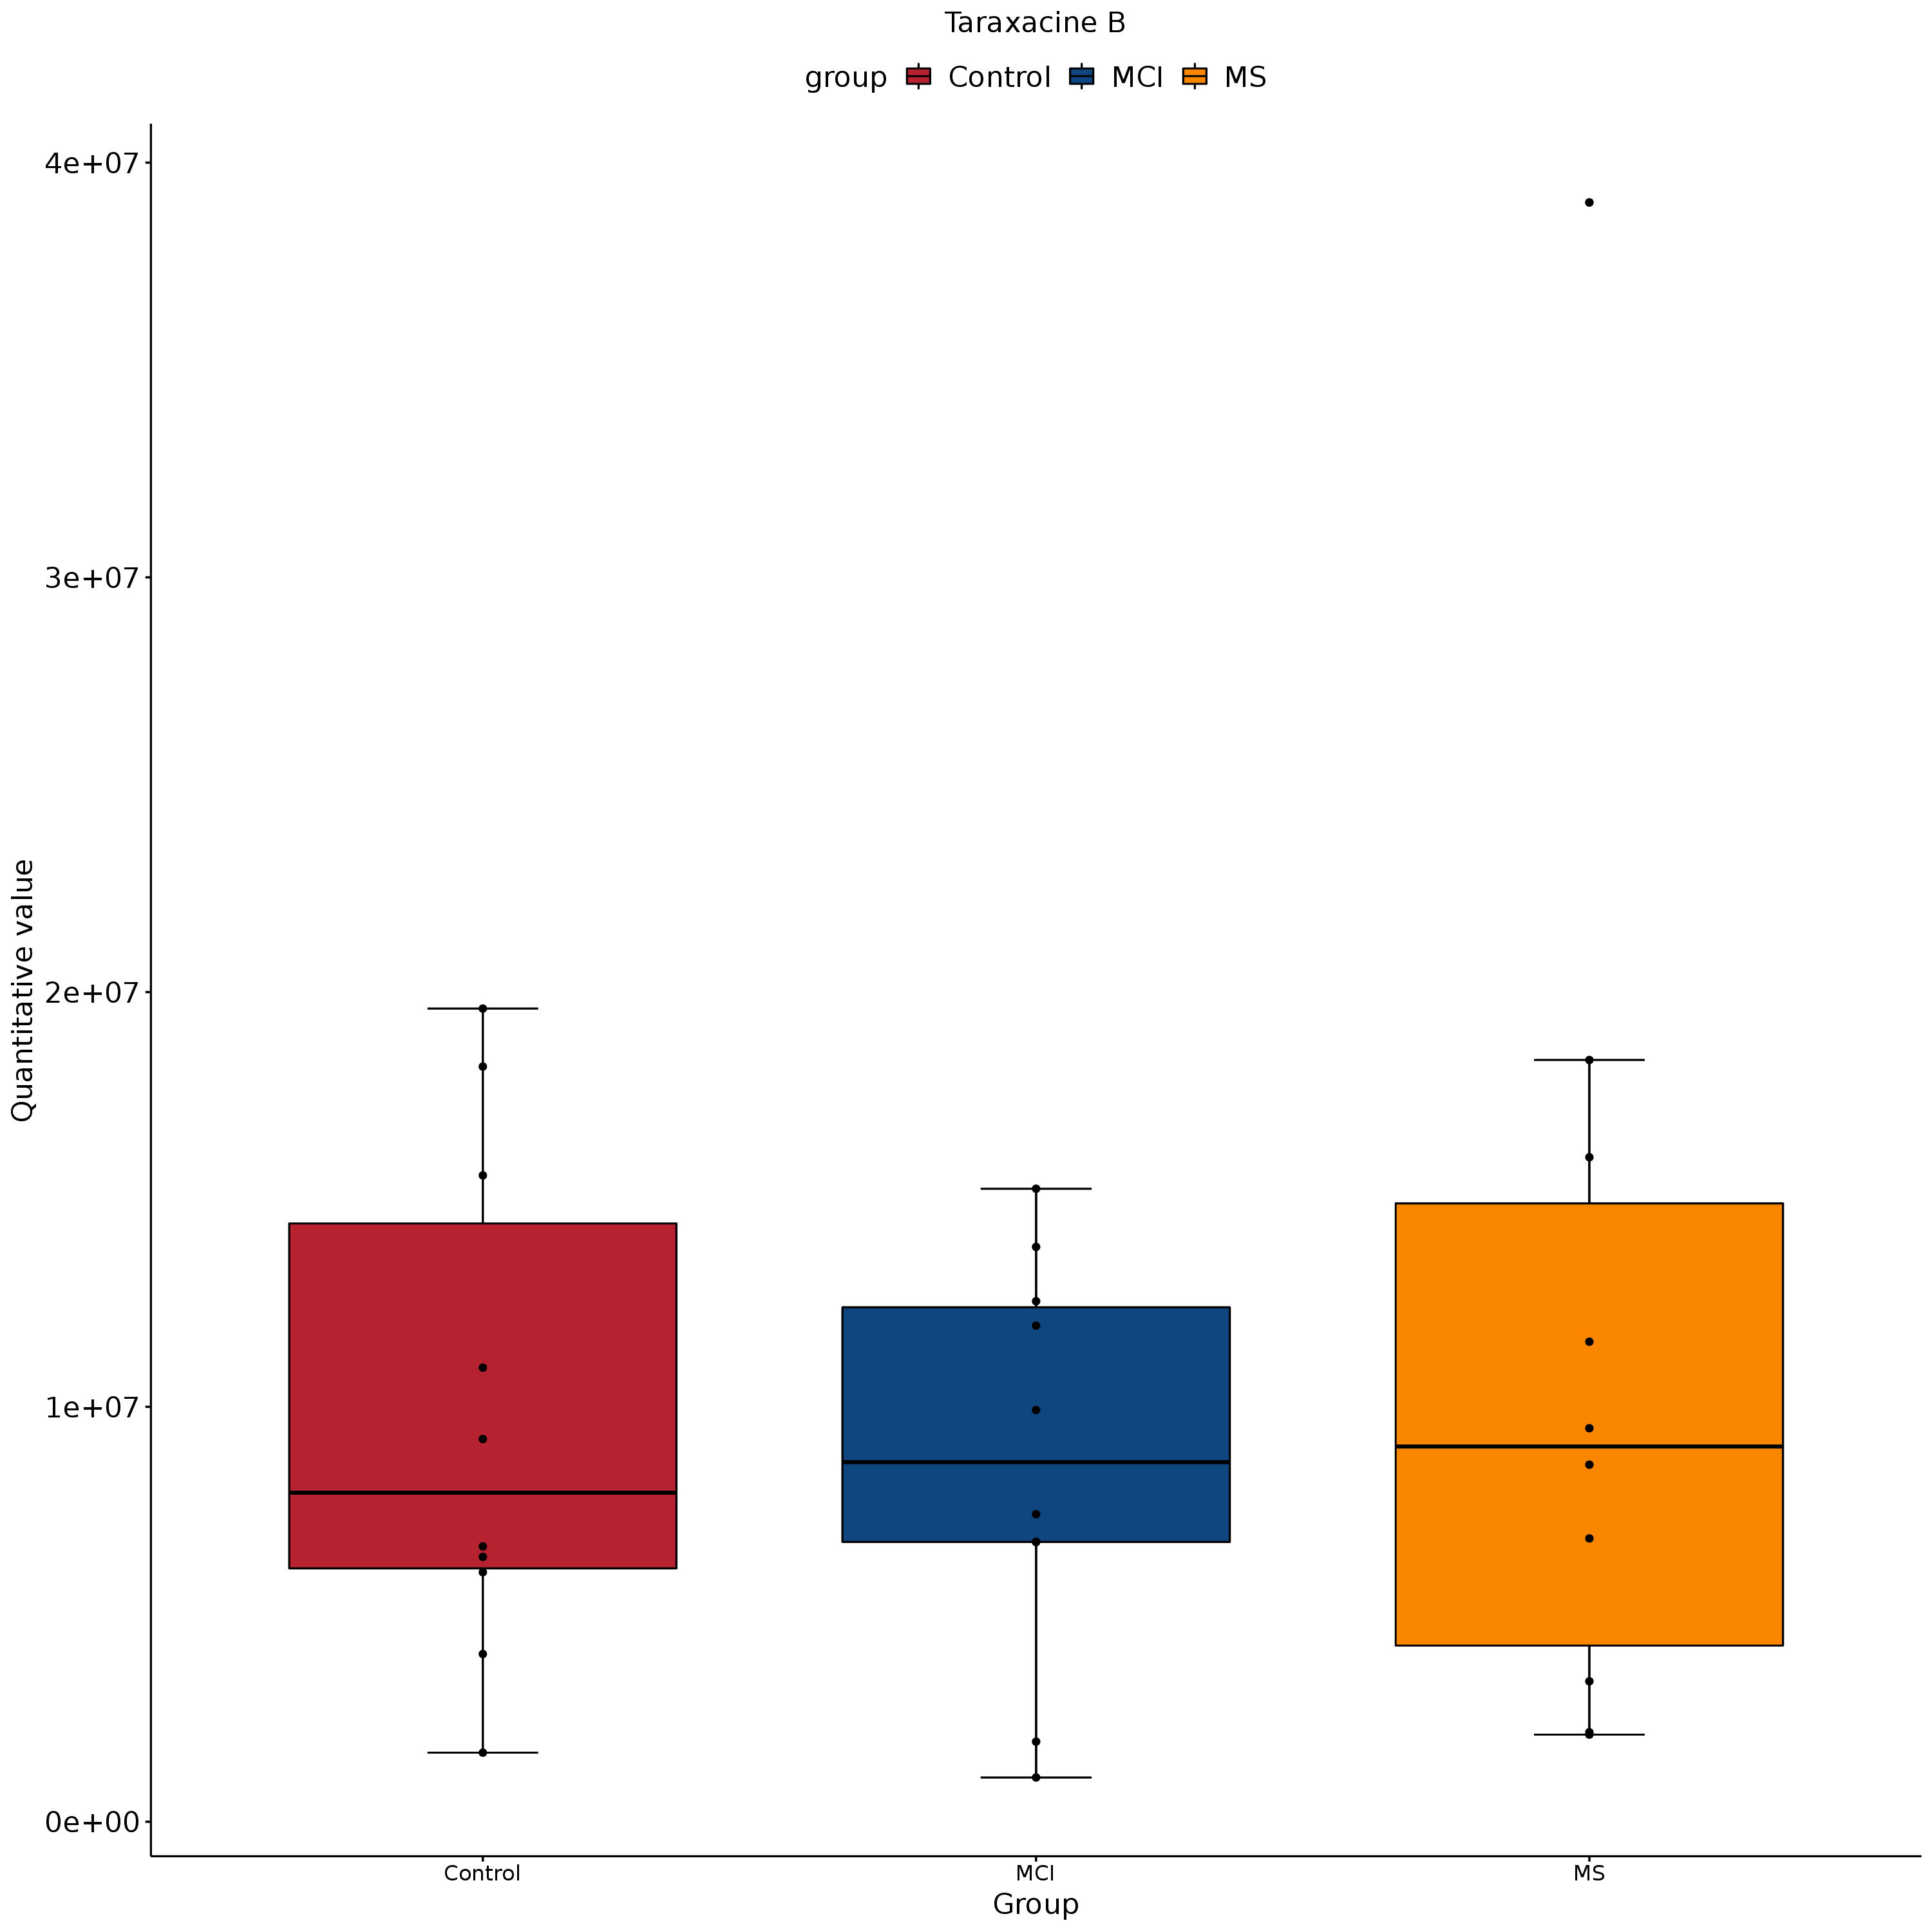 Taraxacine B
group Control MCI MS
4e+07
3e+07
2e+07
1e+07
0e+00
Quantitative value
Control MCI MS
Group